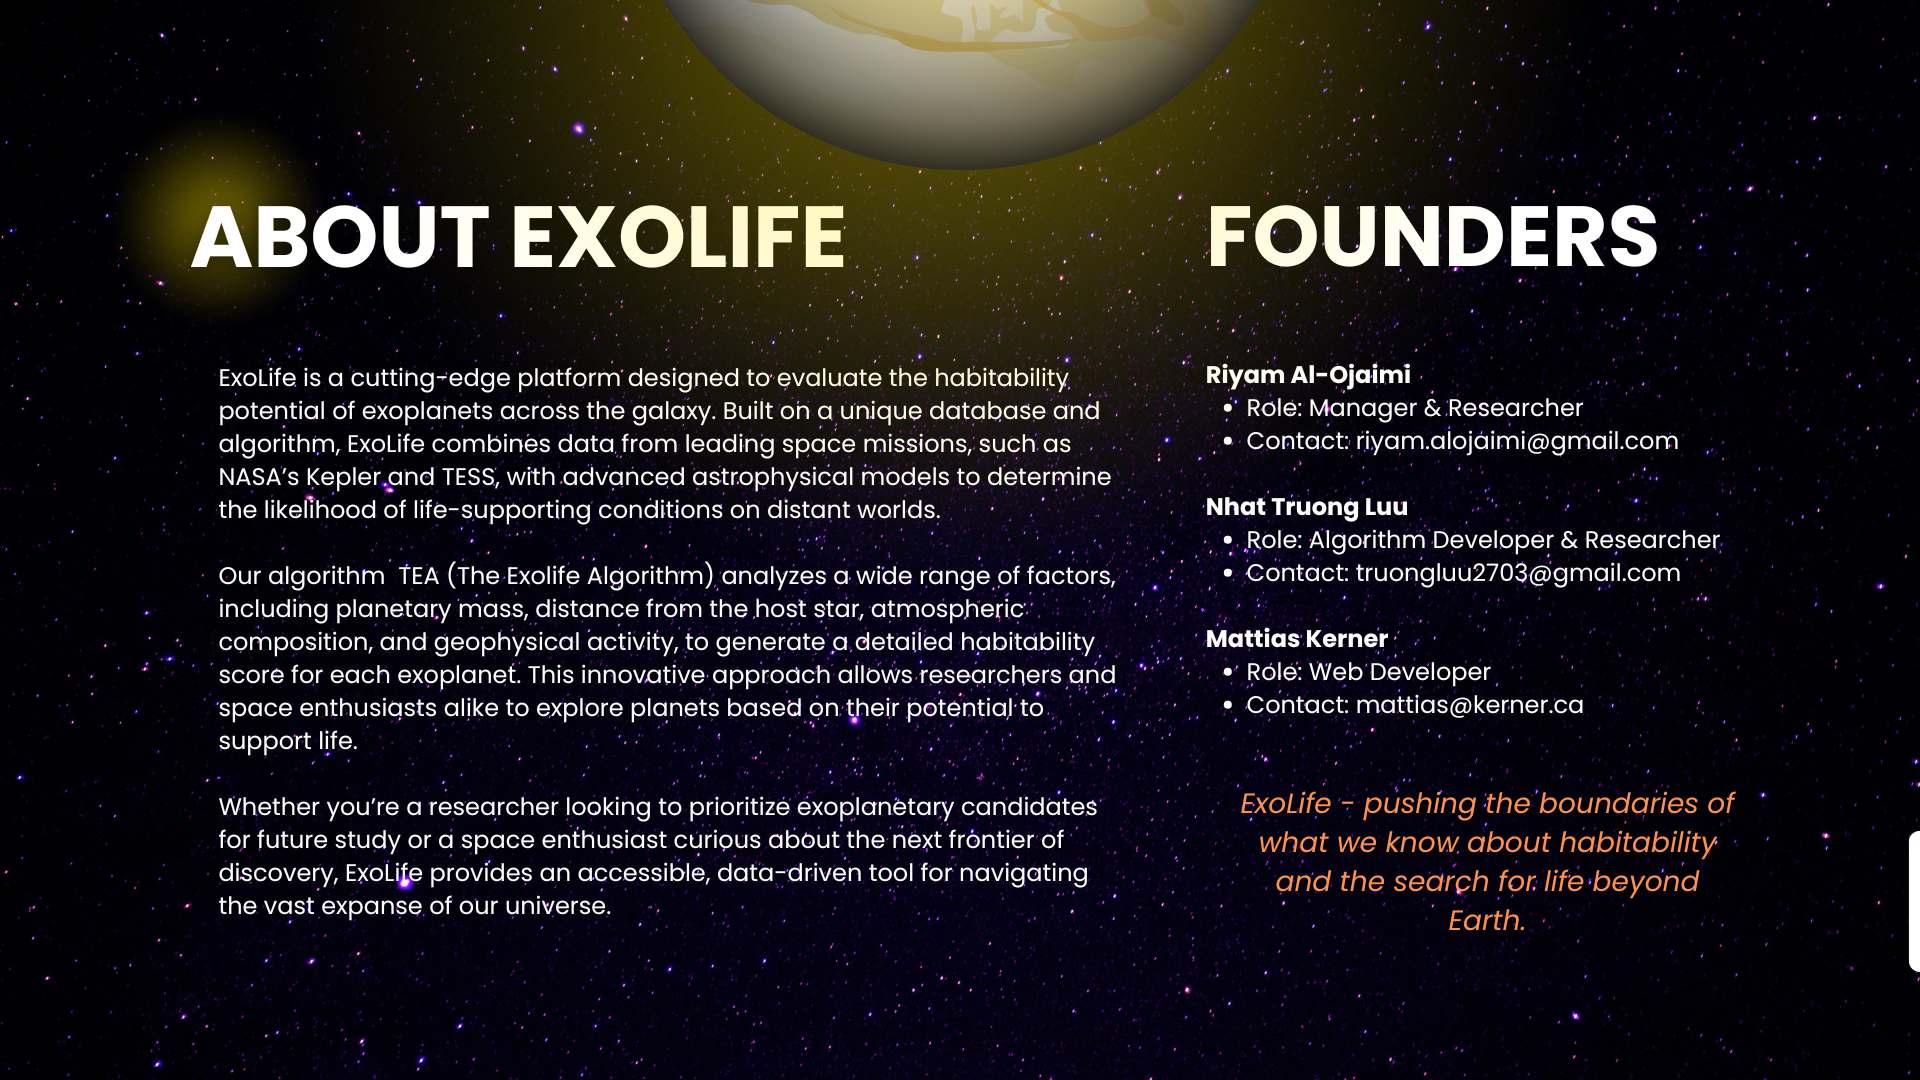 ABOUT EXOLIFE
ExoLife is a cutting-edge platform designed to evaluate the habitability
potential of exoplanets across the galaxy. Built on a unique database and
algorithm, ExoLife combines data from leading space missions, such as
NASA’s Kepler and TESS, with advanced astrophysical models to determine
the likelihood of life-supporting conditions on distant worlds.
Our algorithm  TEA (The Exolife Algorithm) analyzes a wide range of factors,
including planetary mass, distance from the host star, atmospheric
composition, and geophysical activity, to generate a detailed habitability
score for each exoplanet. This innovative approach allows researchers and
space enthusiasts alike to explore planets based on their potential to
support life.
Whether you’re a researcher looking to prioritize exoplanetary candidates
for future study or a space enthusiast curious about the next frontier of
discovery, ExoLife provides an accessible, data-driven tool for navigating
the vast expanse of our universe.
FOUNDERS
Riyam Al-Ojaimi
• Role: Manager & Researcher
• Contact: riyam.alojaimi@gmail.com
Nhat Truong Luu
• Role: Algorithm Developer & Researcher
• Contact: truongluu2703@gmail.com
Mattias Kerner
• Role: Web Developer
• Contact: mattias@kerner.ca
ExoLife - pushing the boundaries of
what we know about habitability
and the search for life beyond
Earth.